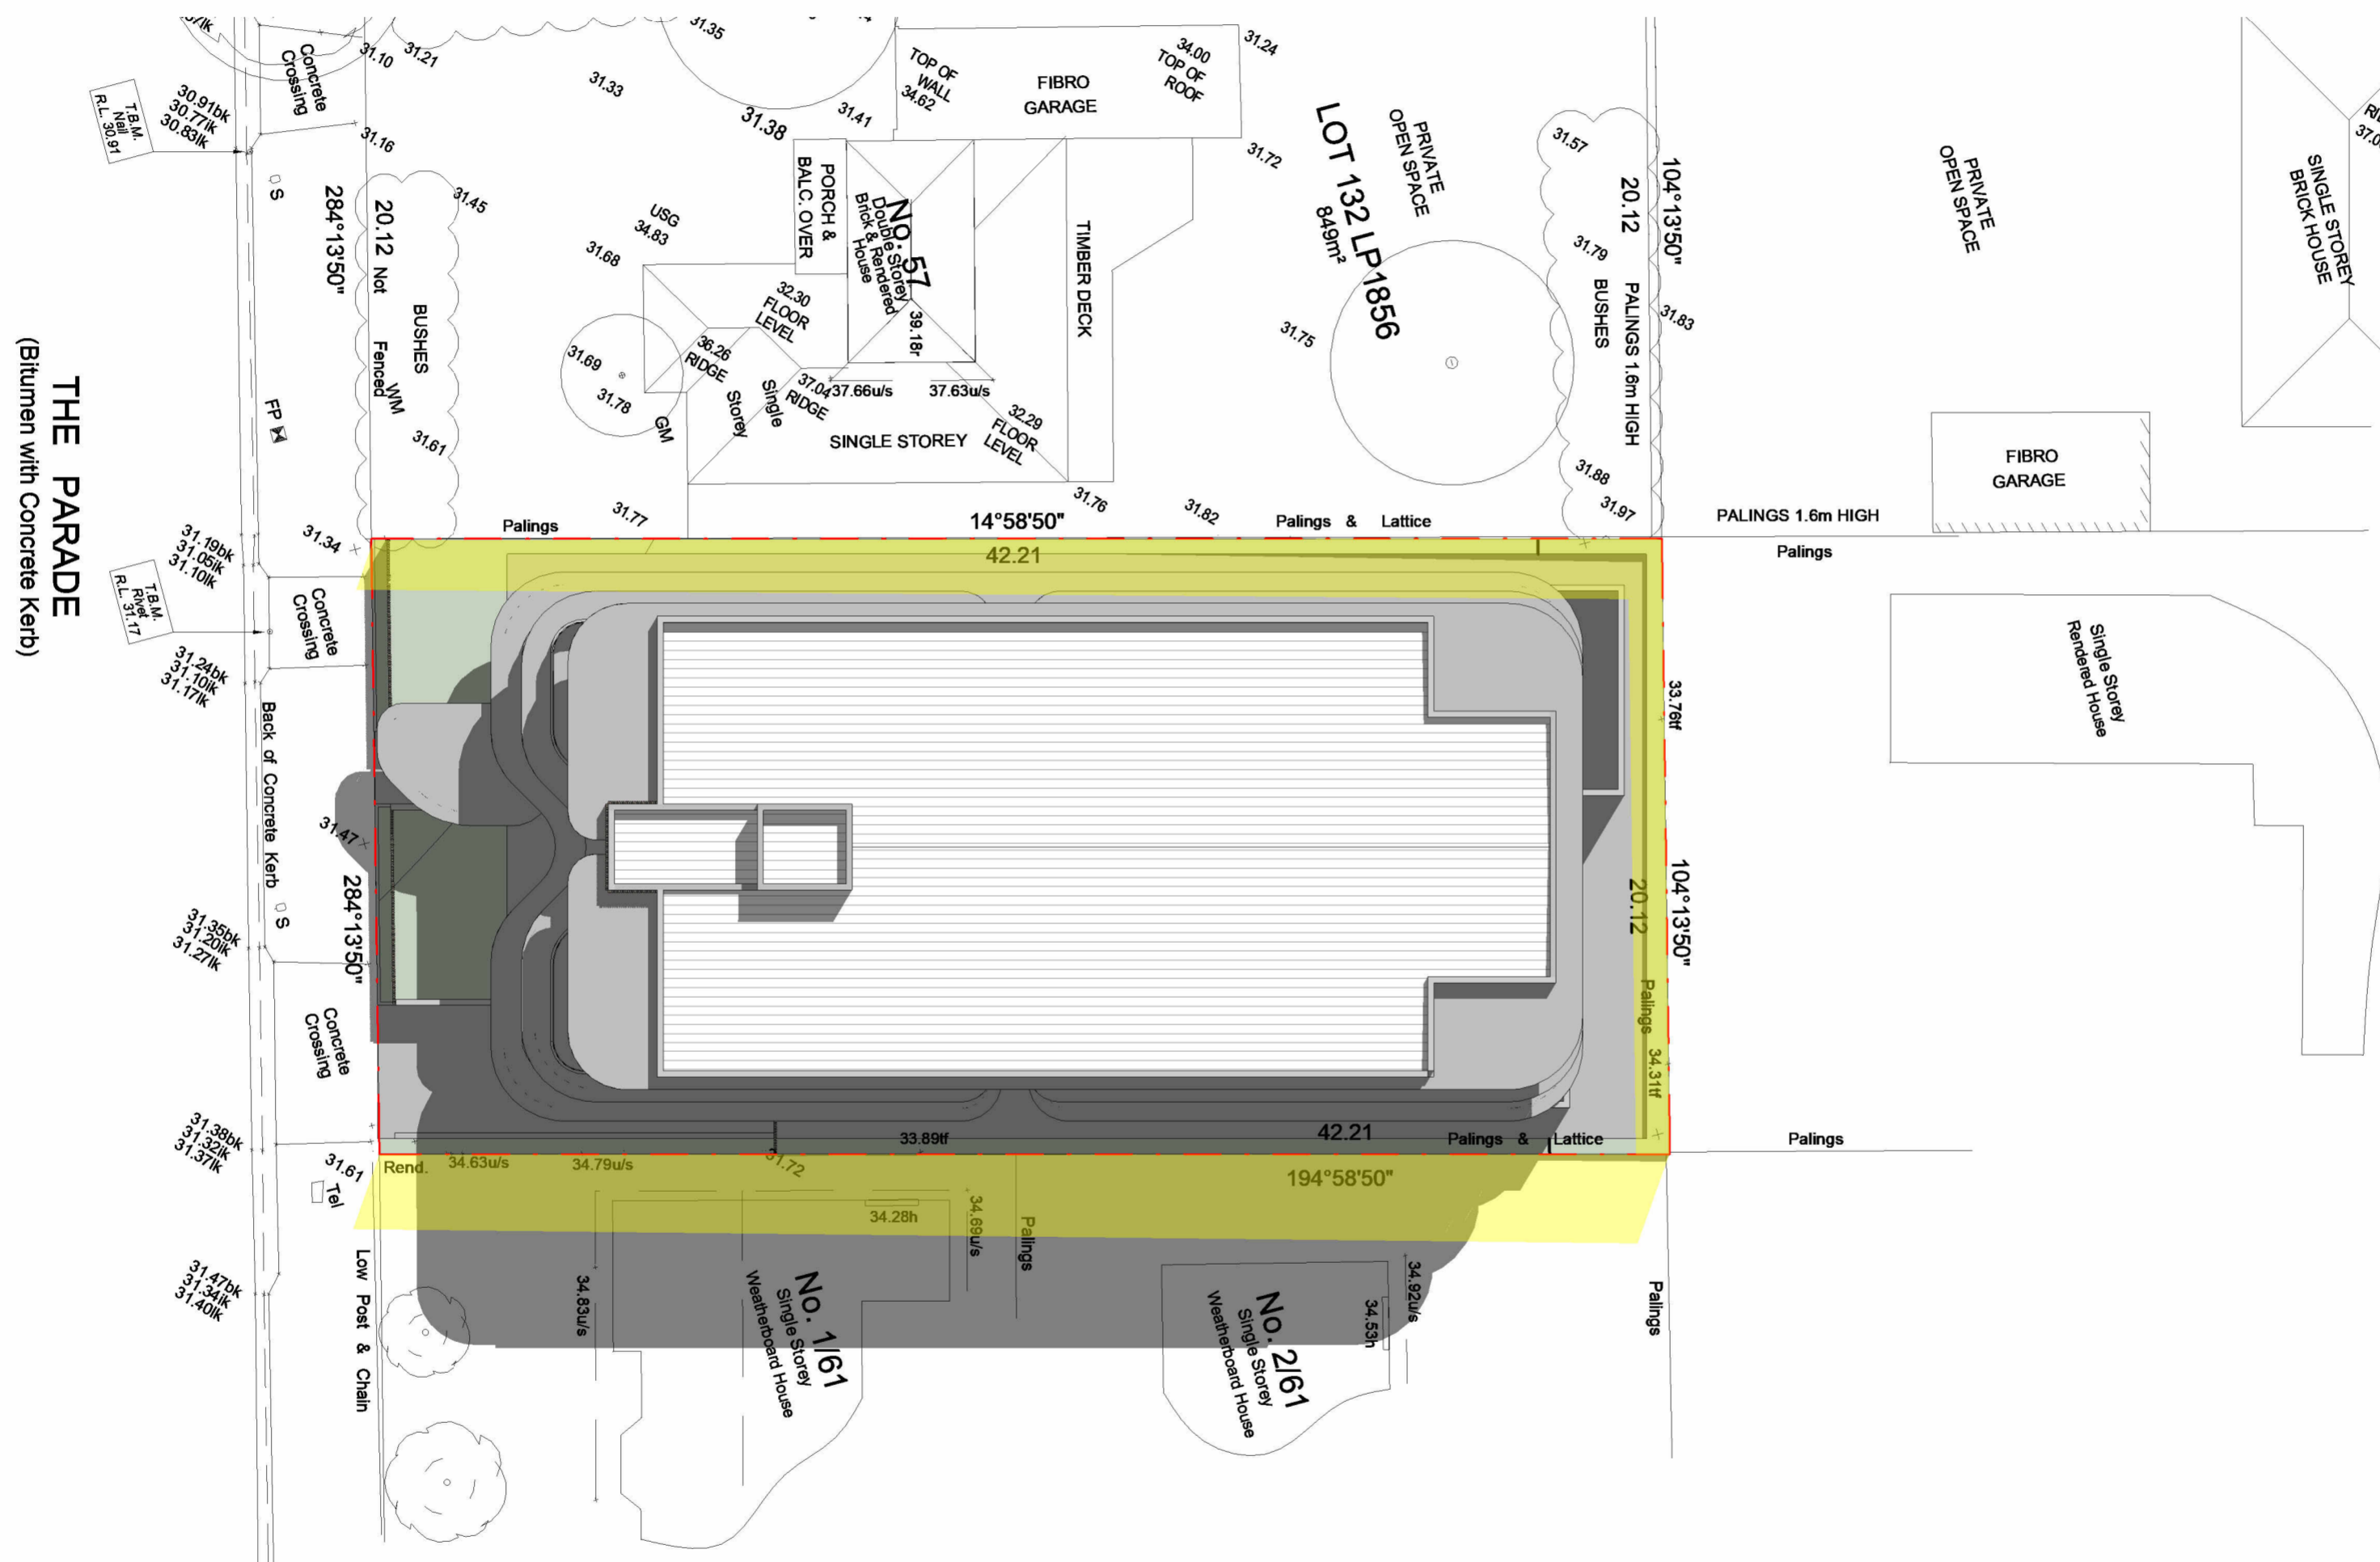 THE PARADE
(Bitumen with Concrete Kerb)
T.B.M.
Nail
R.L. 30.91
30.91bk
30.77lk
30.83lk
Concrete
Crossing
31.10
31.21
31.16
S
284°13'50"
20.12
Not Fenced
BUSHES
WM
31.45
31.61
FP
31.33
31.35
31.38
31.41
TOP OF
WALL
34.62
FIBRO
GARAGE
34.00
TOP OF
ROOF
31.24
31.72
PORCH &
BALC. OVER
No. 57
Double Storey
Brick & Rendered
House
39.18r
USG
34.83
31.68
32.30
FLOOR
LEVEL
36.26
RIDGE
37.04
RIDGE
Single
Storey
31.69
31.78
GM
37.66u/s
37.63u/s
32.29
FLOOR
LEVEL
SINGLE STOREY
TIMBER DECK
LOT 132 LP1856
849m²
PRIVATE
OPEN SPACE
31.75
31.57
31.79
BUSHES
20.12
104°13'50"
PALINGS 1.6m HIGH
31.83
31.88
31.97
PRIVATE
OPEN SPACE
SINGLE STOREY
BRICK HOUSE
FIBRO
GARAGE
PALINGS 1.6m HIGH
Palings
Palings
31.77
14°58'50"
31.76
31.82
Palings & Lattice
42.21
31.34
31.19bk
31.05ik
31.10lk
T.B.M.
Rivet
R.L. 31.17
Concrete
Crossing
31.24bk
31.10ik
31.17lk
Back of Concrete Kerb
31.47
S
284°13'50"
31.35bk
31.20ik
31.27lk
Concrete
Crossing
31.38bk
31.32ik
31.37lk
31.61
Tel
31.47bk
31.34ik
31.40lk
Low Post & Chain
33.76tf
Single Storey
Rendered House
104°13'50"
20.12
Palings
34.31tf
33.89tf
42.21
Palings & Lattice
Palings
Rend.
34.63u/s
34.79u/s
194°58'50"
34.28h
34.69u/s
Palings
34.83u/s
No. 1/61
Single Storey
Weatherboard House
No. 2/61
Single Storey
Weatherboard House
34.53h
34.92u/s
Palings